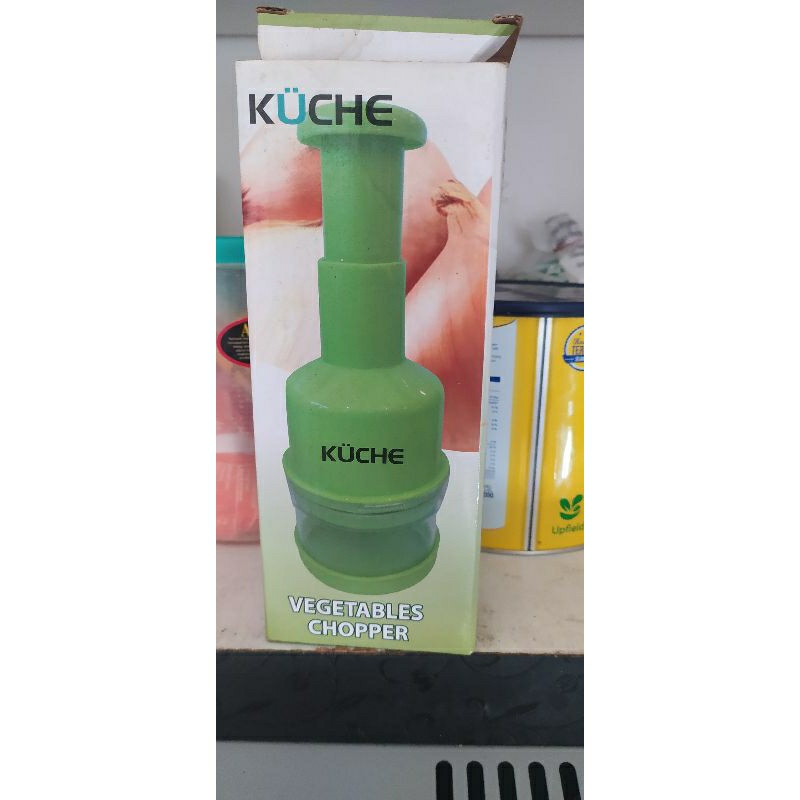 KÜCHE
KÜCHE
VEGETABLES
CHOPPER
Upfield